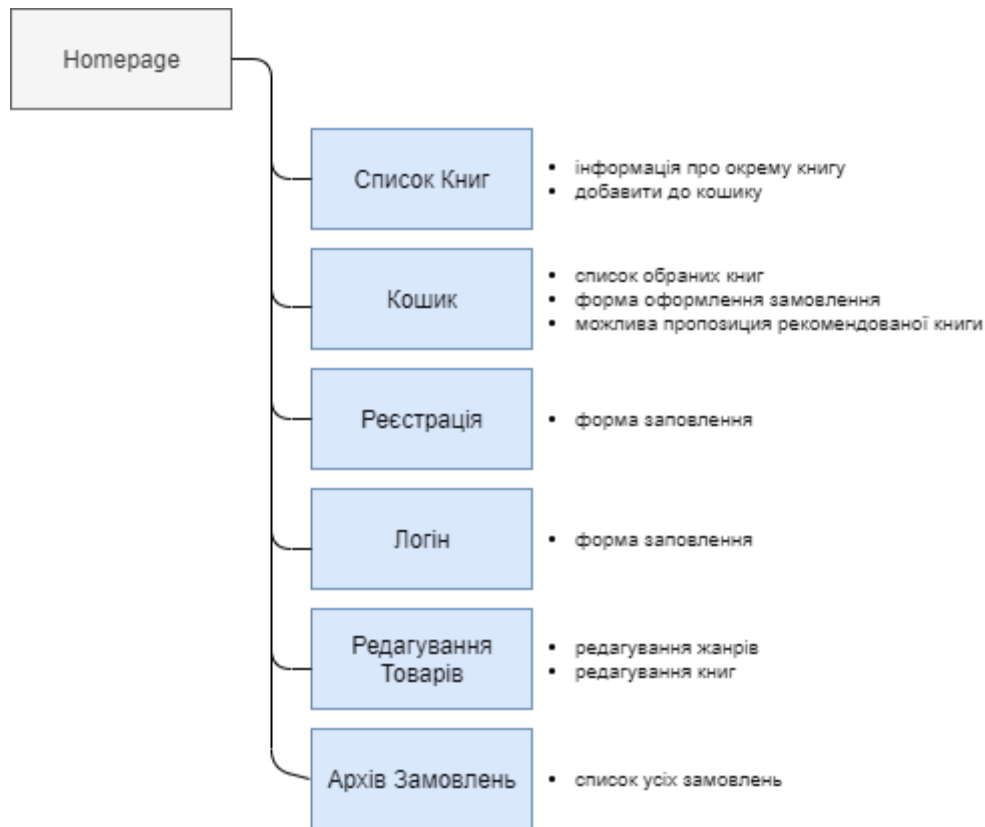 Homepage
Список Книг
• інформація про окрему книгу
• добавити до кошику
Кошик
• список обраних книг
• форма оформлення замовлення
• можлива пропозиция рекомендованої книги
Реєстрація
• форма заповлення
Логін
• форма заповлення
Редагування
Товарів
• редагування жанрів
• редагування книг
Архів Замовлень
• список усіх замовлень